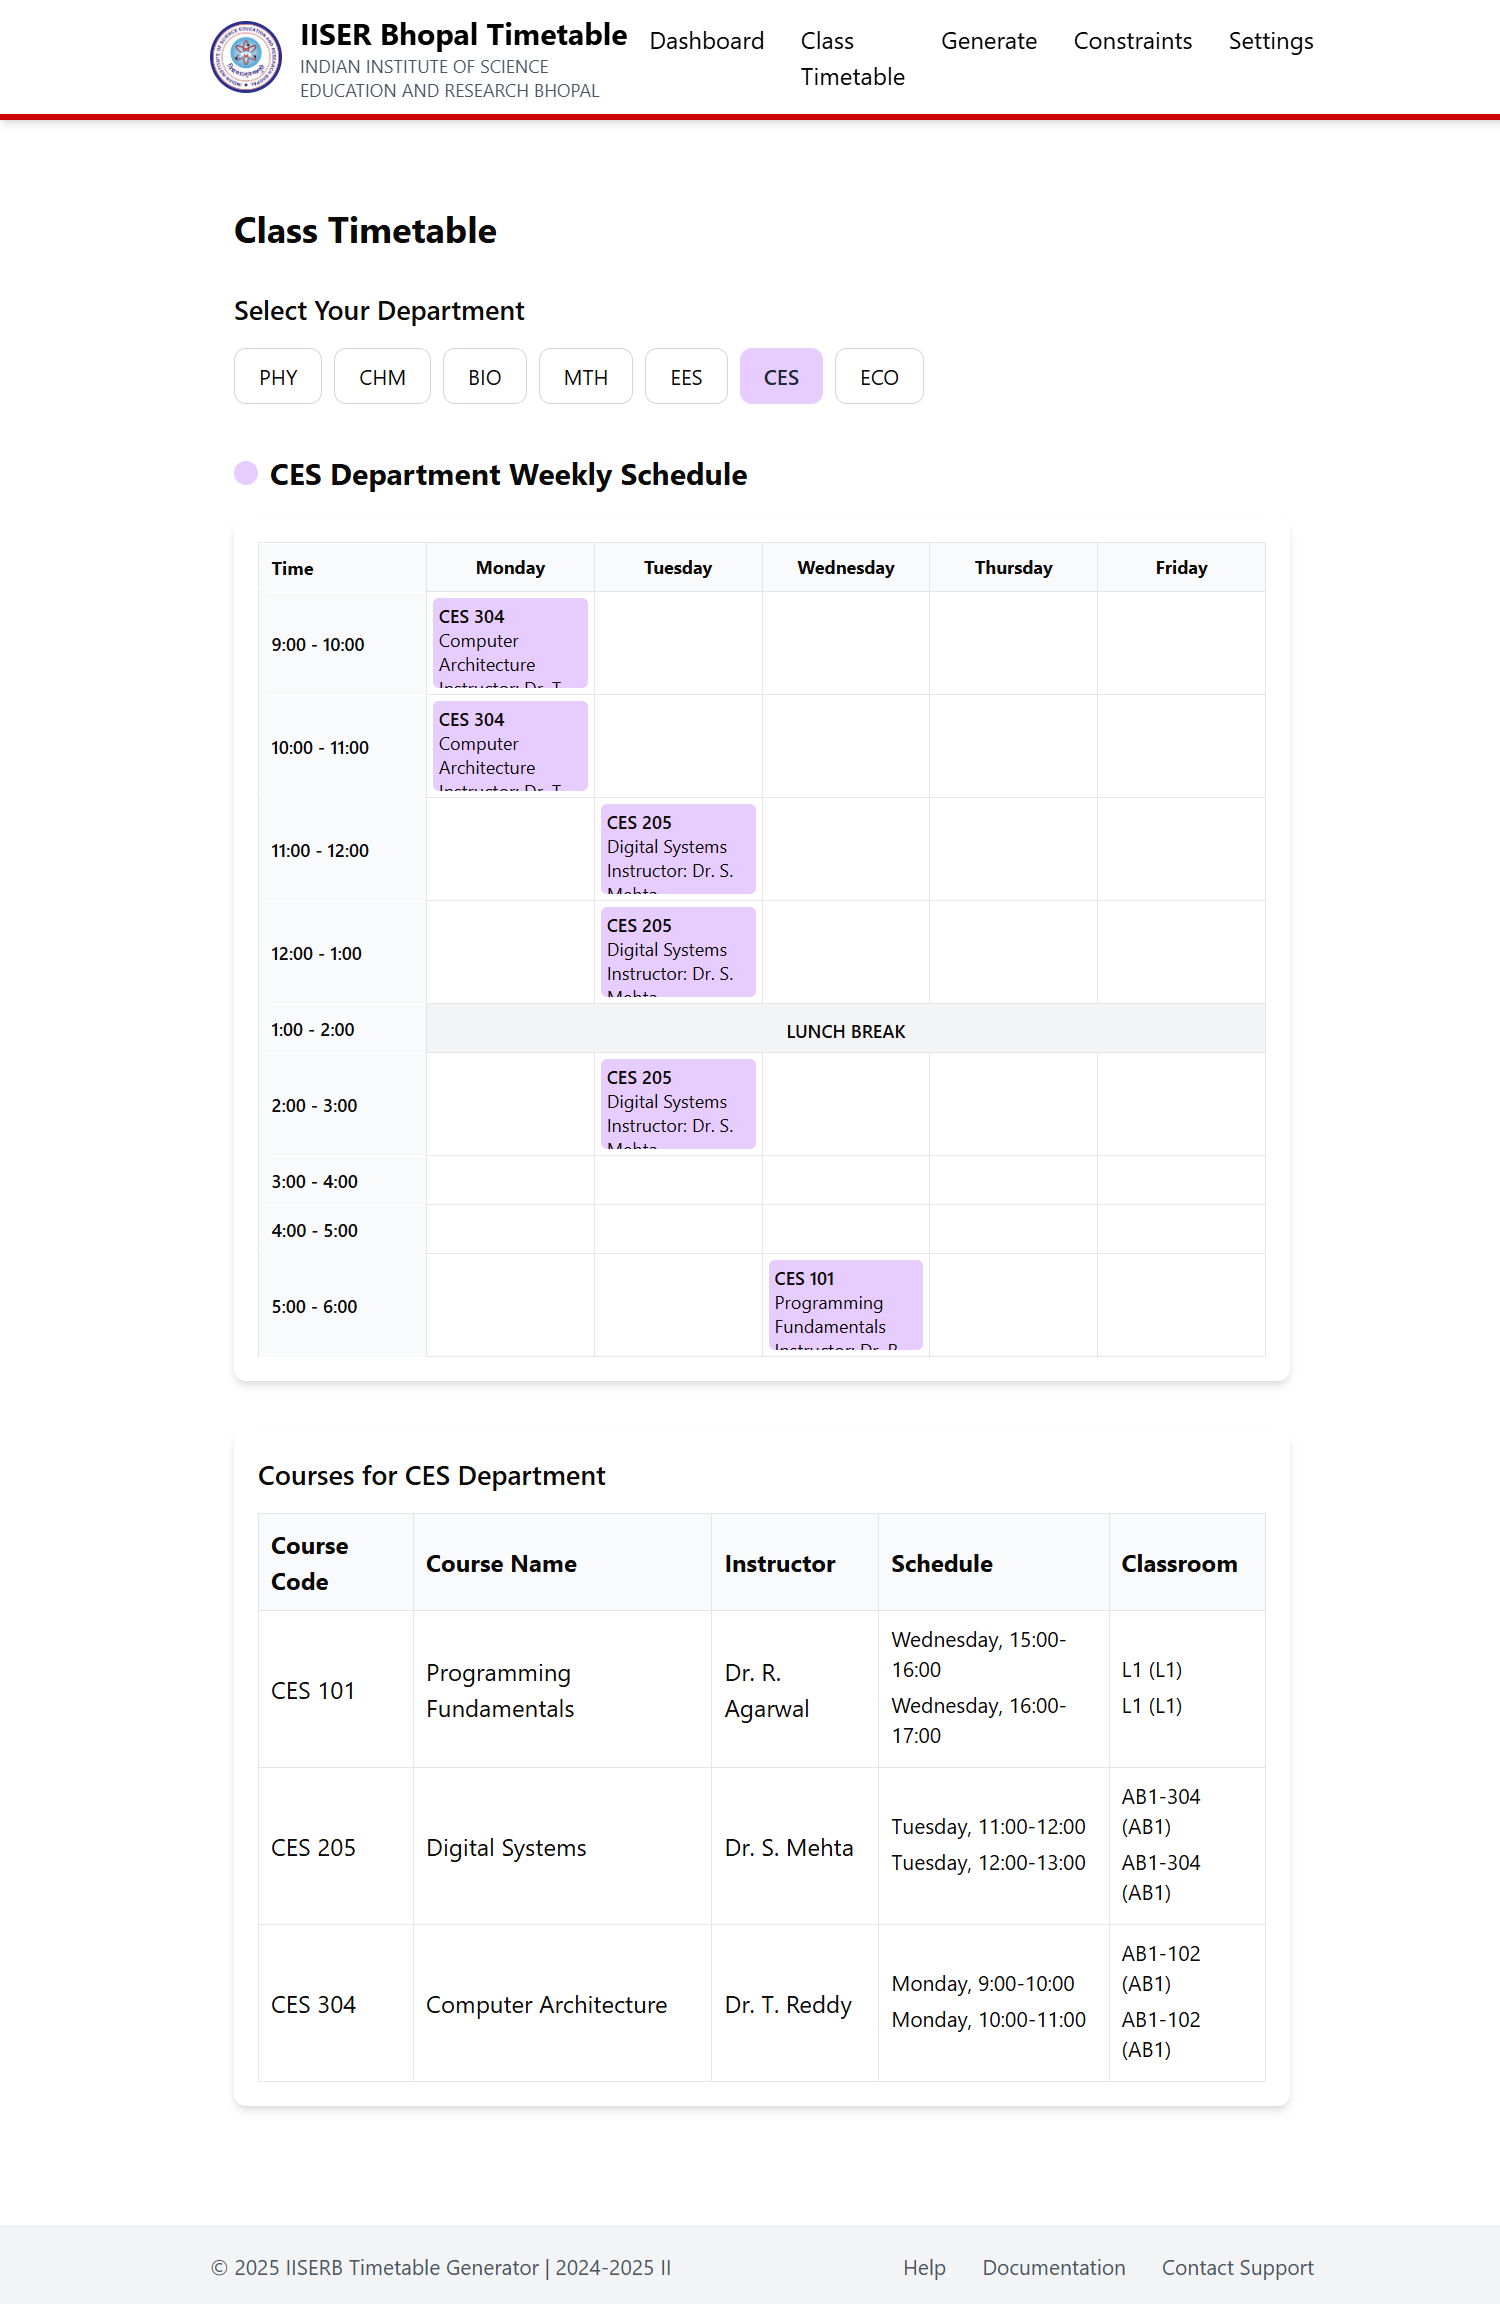 IISER Bhopal Timetable
INDIAN INSTITUTE OF SCIENCE
EDUCATION AND RESEARCH BHOPAL
Dashboard
Class
Timetable
Generate
Constraints
Settings
Class Timetable
Select Your Department
PHY CHM BIO MTH EES CES ECO
CES Department Weekly Schedule
Time Monday Tuesday Wednesday Thursday Friday
9:00 - 10:00
CES 304
Computer
Architecture
Instructor: Dr. T.
10:00 - 11:00
CES 304
Computer
Architecture
Instructor: Dr. T.
11:00 - 12:00
CES 205
Digital Systems
Instructor: Dr. S.
Mehta
12:00 - 1:00
CES 205
Digital Systems
Instructor: Dr. S.
Mehta
1:00 - 2:00
LUNCH BREAK
2:00 - 3:00
CES 205
Digital Systems
Instructor: Dr. S.
Mehta
3:00 - 4:00
4:00 - 5:00
5:00 - 6:00
CES 101
Programming
Fundamentals
Instructor: Dr. R.
Courses for CES Department
Course
Code
Course Name
Instructor
Schedule
Classroom
CES 101
Programming
Fundamentals
Dr. R.
Agarwal
Wednesday, 15:00-
16:00
Wednesday, 16:00-
17:00
L1 (L1)
L1 (L1)
CES 205
Digital Systems
Dr. S. Mehta
Tuesday, 11:00-12:00
Tuesday, 12:00-13:00
AB1-304
(AB1)
AB1-304
(AB1)
CES 304
Computer Architecture
Dr. T. Reddy
Monday, 9:00-10:00
Monday, 10:00-11:00
AB1-102
(AB1)
AB1-102
(AB1)
© 2025 IISERB Timetable Generator | 2024-2025 II
Help
Documentation
Contact Support